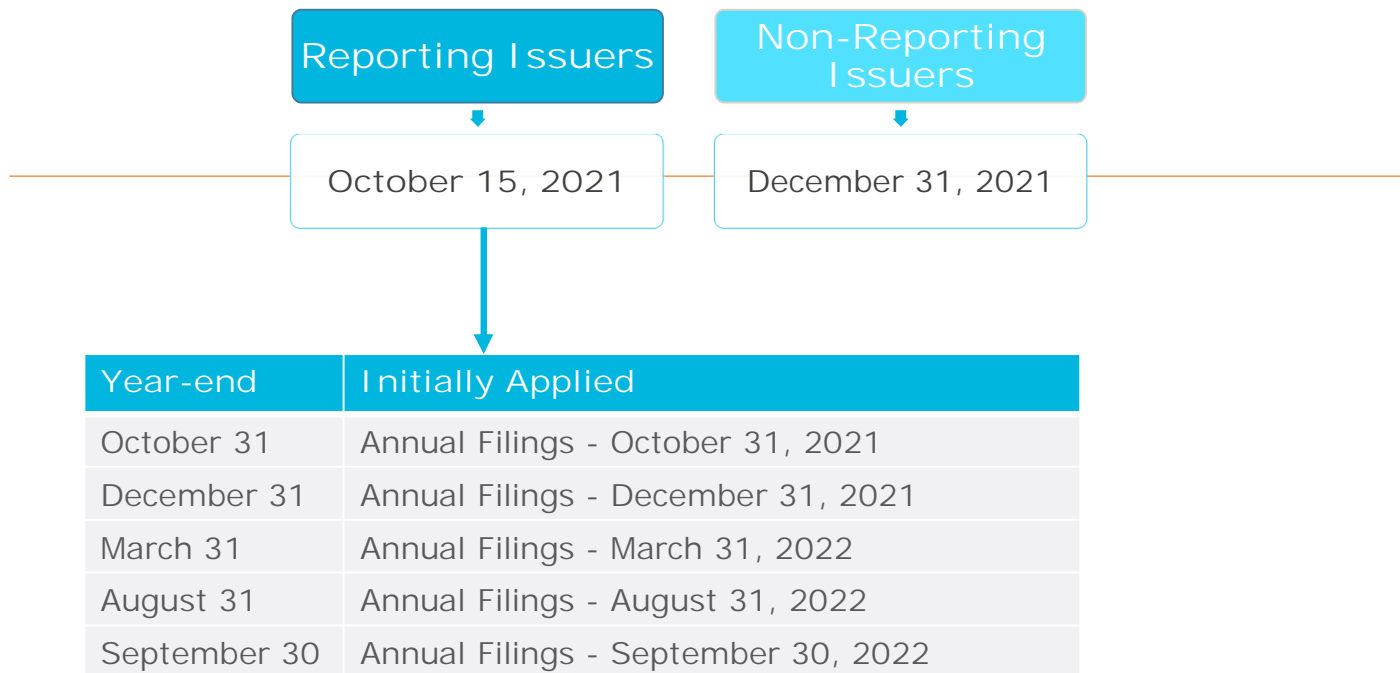 Reporting Issuers
Non-Reporting
Issuers
October 15, 2021
December 31, 2021
Year-end Initially Applied
October 31 Annual Filings - October 31, 2021
December 31 Annual Filings - December 31, 2021
March 31 Annual Filings - March 31, 2022
August 31 Annual Filings - August 31, 2022
September 30 Annual Filings - September 30, 2022